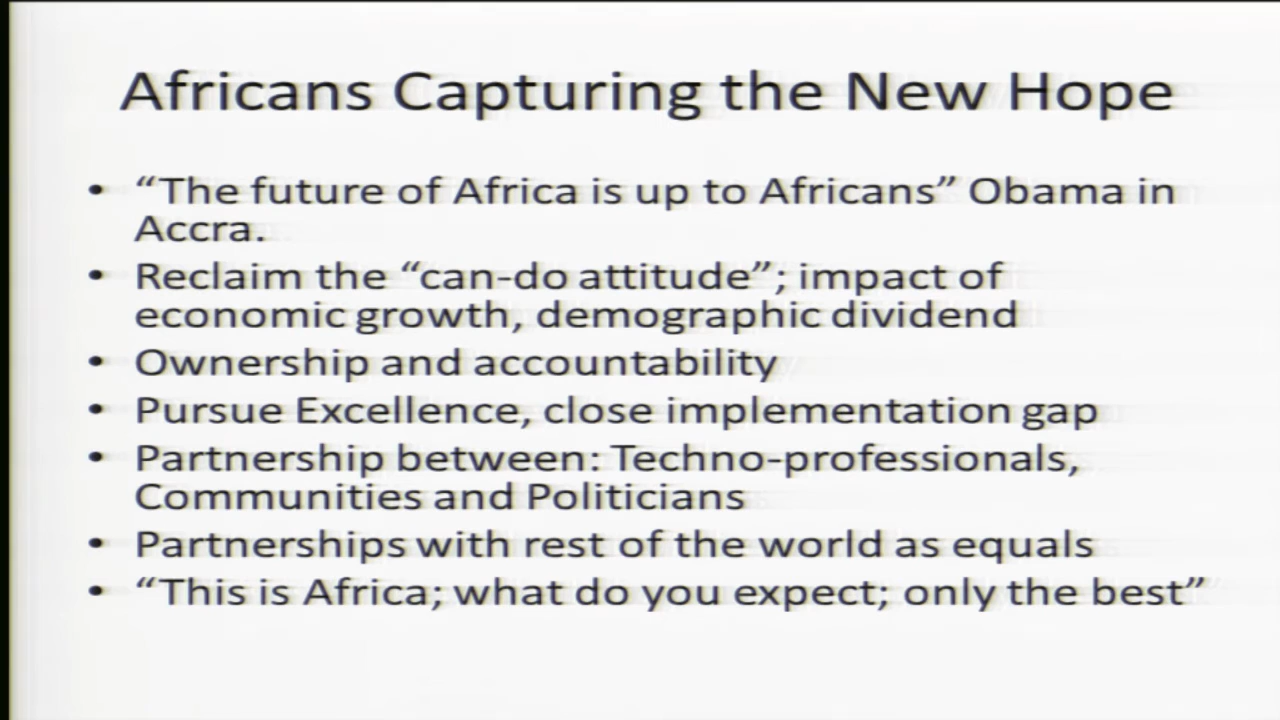 Africans Capturing the New Hope
• “The future of Africa is up to Africans” Obama in
Accra.
• Reclaim the “can-do attitude”; impact of
economic growth, demographic dividend
• Ownership and accountability
• Pursue Excellence, close implementation gap
• Partnership between: Techno-professionals,
Communities and Politicians
• Partnerships with rest of the world as equals
• “This is Africa; what do you expect; only the best”